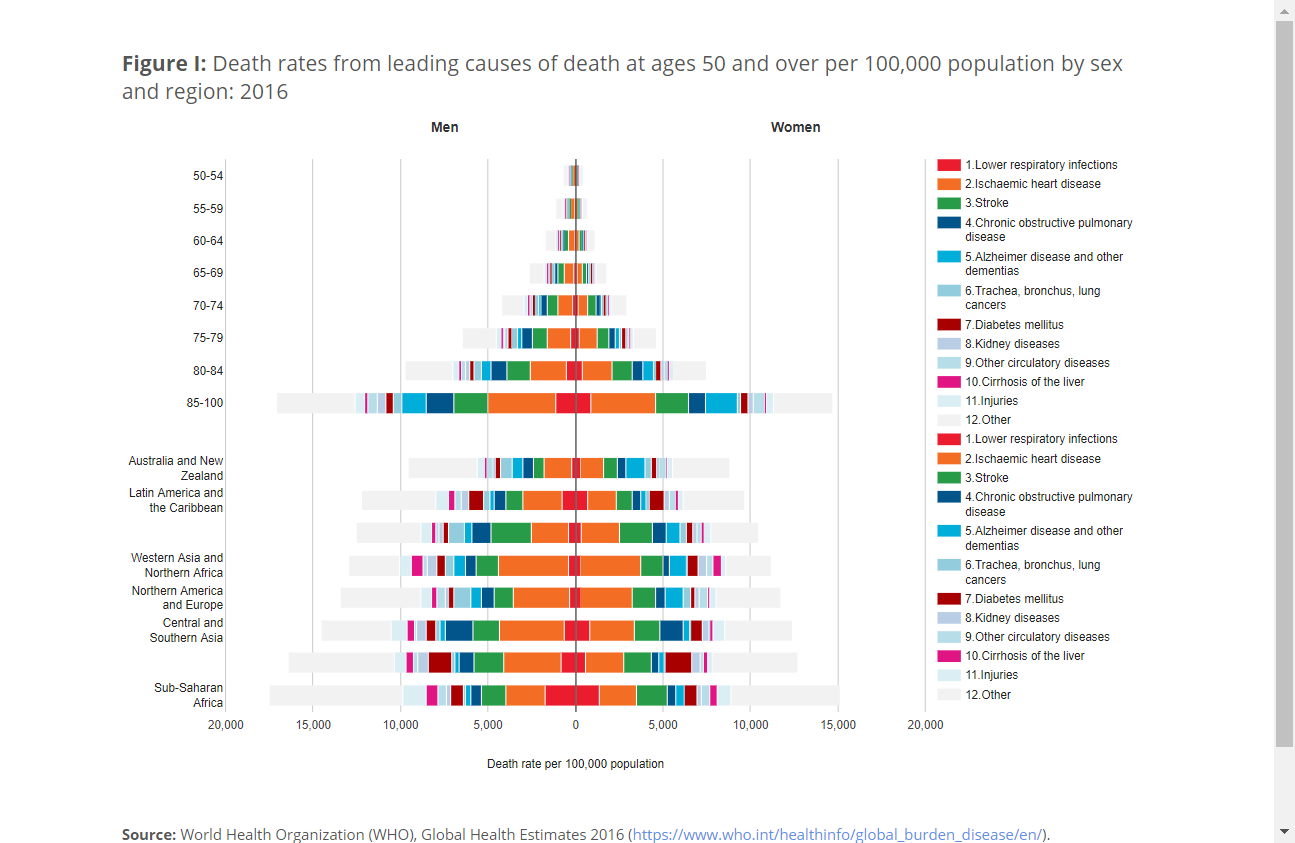 Figure I: Death rates from leading causes of death at ages 50 and over per 100,000 population by sex
and region: 2016
Men
Women
50-54
55-59
60-64
65-69
70-74
75-79
80-84
85-100
Australia and New
Zealand
Latin America and
the Caribbean
Western Asia and
Northern Africa
Northern America
and Europe
Central and
Southern Asia
Sub-Saharan
Africa
20,000
15,000
10,000
5,000
0
5,000
10,000
15,000
20,000
Death rate per 100,000 population
1.Lower respiratory infections
2.Ischaemic heart disease
3.Stroke
4.Chronic obstructive pulmonary
disease
5.Alzheimer disease and other
dementias
6.Trachea, bronchus, lung
cancers
7.Diabetes mellitus
8.Kidney diseases
9.Other circulatory diseases
10.Cirrhosis of the liver
11.Injuries
12.Other
1.Lower respiratory infections
2.Ischaemic heart disease
3.Stroke
4.Chronic obstructive pulmonary
disease
5.Alzheimer disease and other
dementias
6.Trachea, bronchus, lung
cancers
7.Diabetes mellitus
8.Kidney diseases
9.Other circulatory diseases
10.Cirrhosis of the liver
11.Injuries
12.Other
Source: World Health Organization (WHO), Global Health Estimates 2016 (https://www.who.int/healthinfo/global_burden_disease/en/).